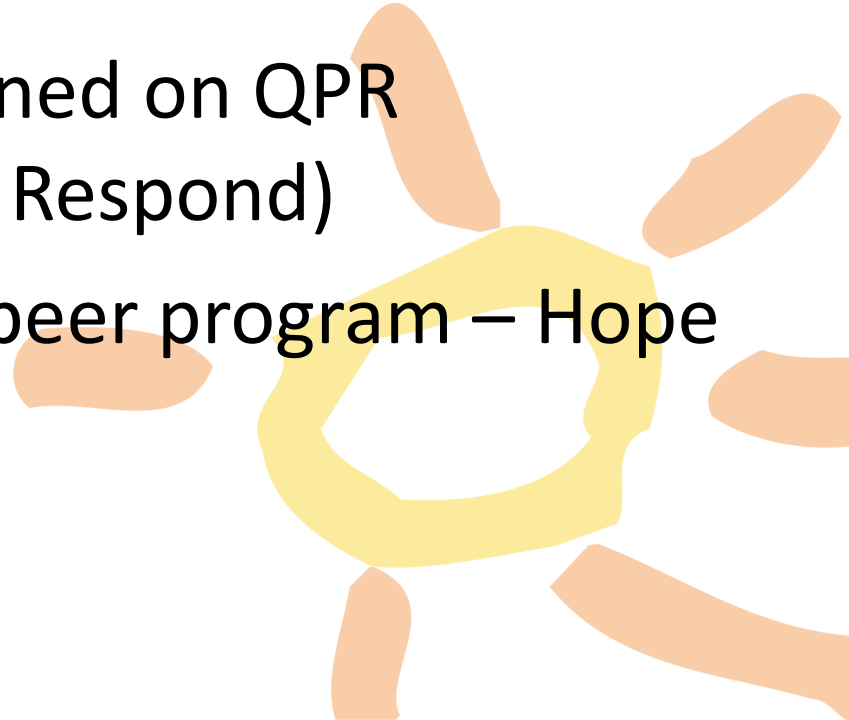 ned on QPR
Respond)
peer program – Hope